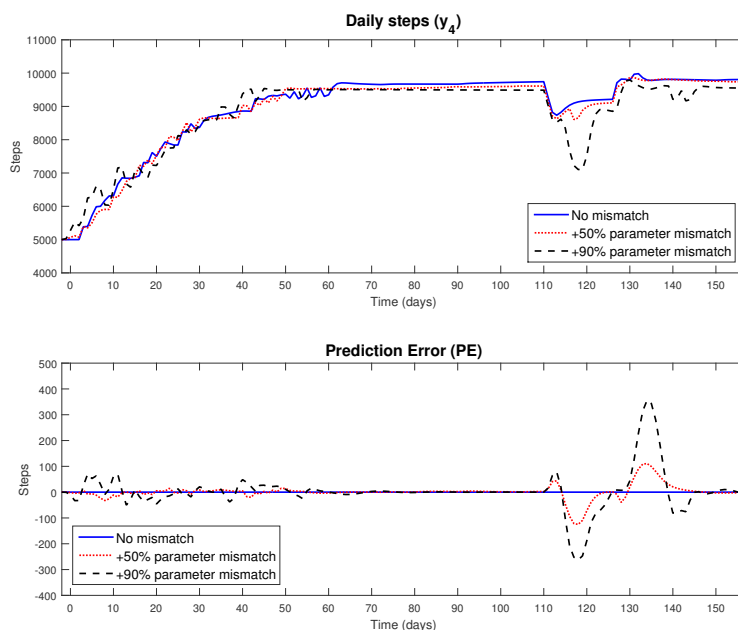 Daily steps (y4)
11000
10000
9000
8000
7000
6000
5000
4000
Steps
0 10 20 30 40 50 60 70 80 90 100 110 120 130 140 150
Time (days)
No mismatch
+50% parameter mismatch
+90% parameter mismatch
Prediction Error (PE)
500
400
300
200
100
0
-100
-200
-300
-400
Steps
0 10 20 30 40 50 60 70 80 90 100 110 120 130 140 150
Time (days)
No mismatch
+50% parameter mismatch
+90% parameter mismatch